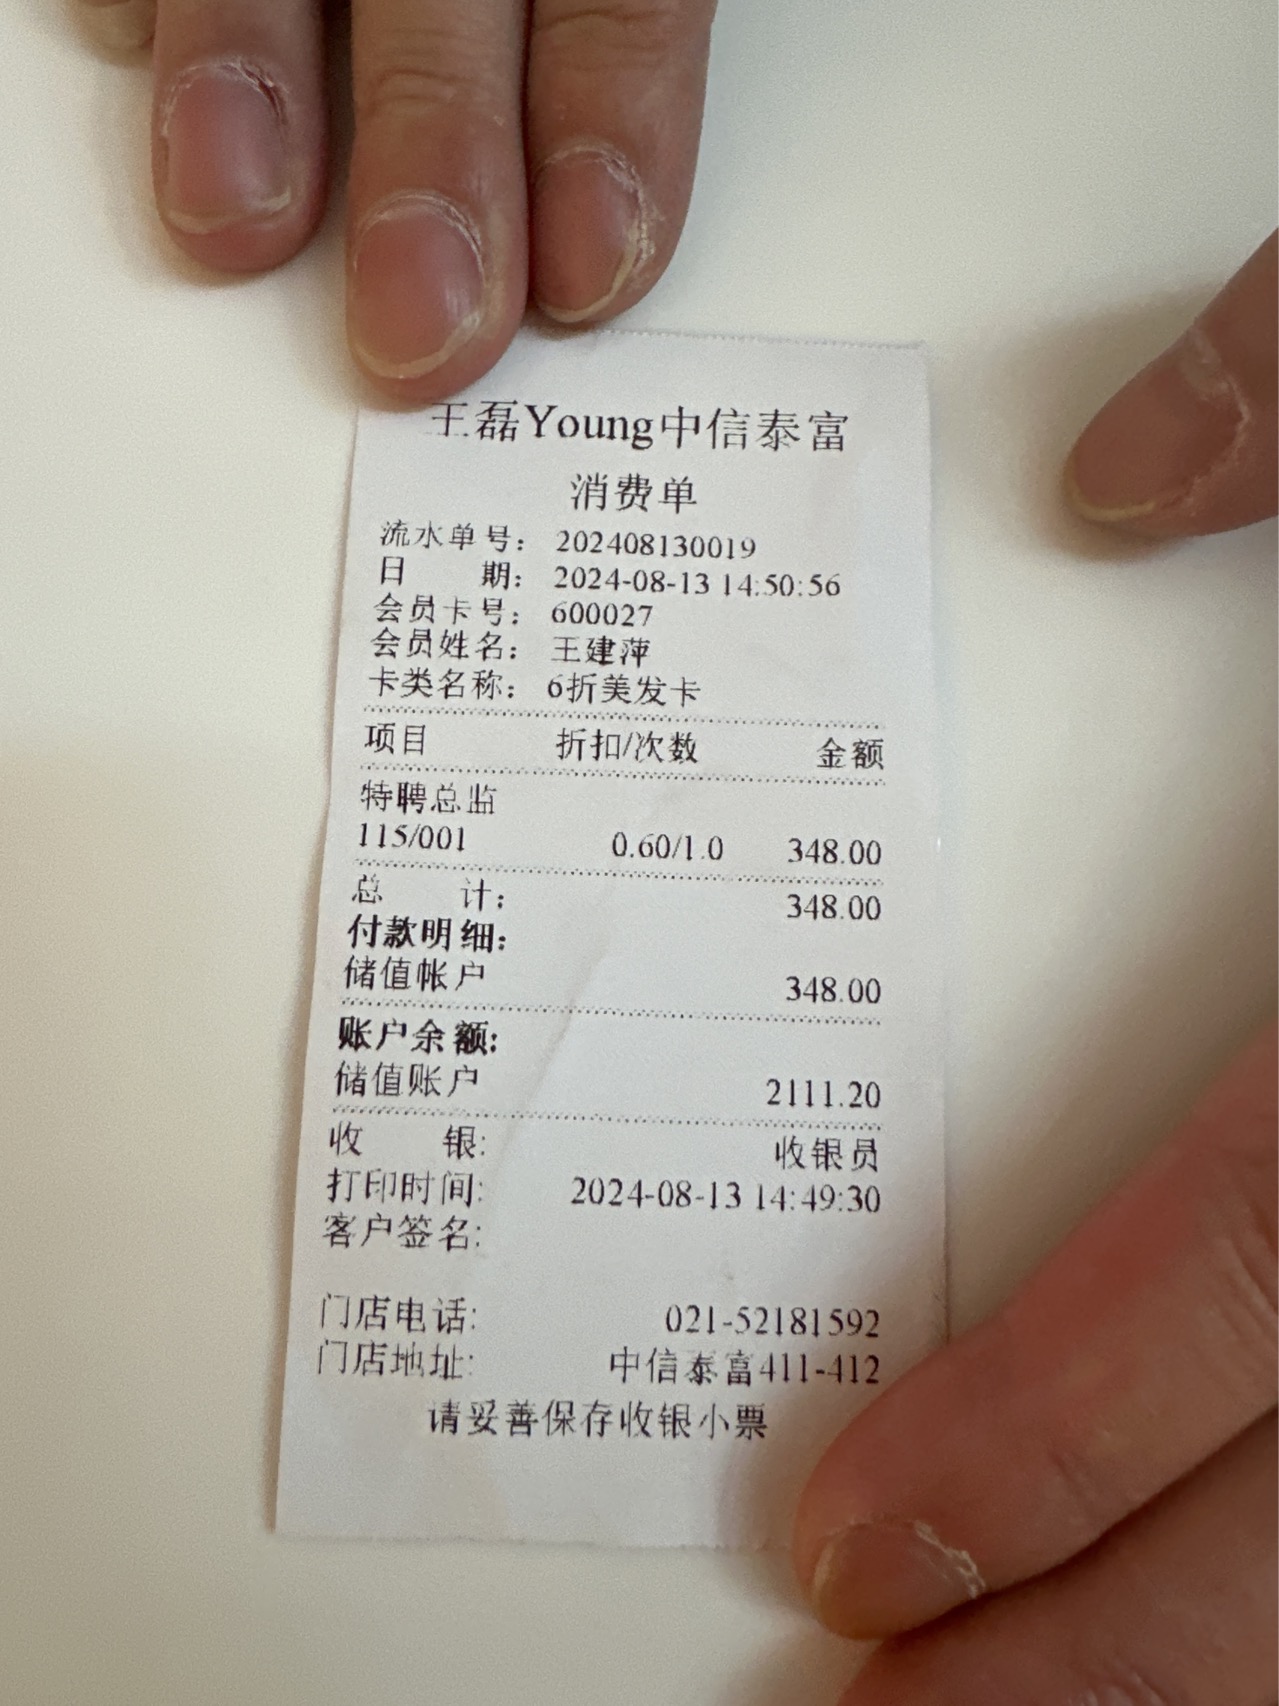 王磊Young中信泰富
消费单
流水单号: 202408130019
日 期: 2024-08-13 14:50:56
会员卡号: 600027
会员姓名: 王建萍
卡类名称: 6折美发卡
项目 折扣/次数 金额
特聘总监
115/001 0.60/1.0 348.00
总 计: 348.00
付款明细:
储值帐户 348.00
账户余额:
储值账户 2111.20
收 银: 收银员
打印时间: 2024-08-13 14:49:30
客户签名:
门店电话: 021-52181592
门店地址: 中信泰富411-412
请妥善保存收银小票